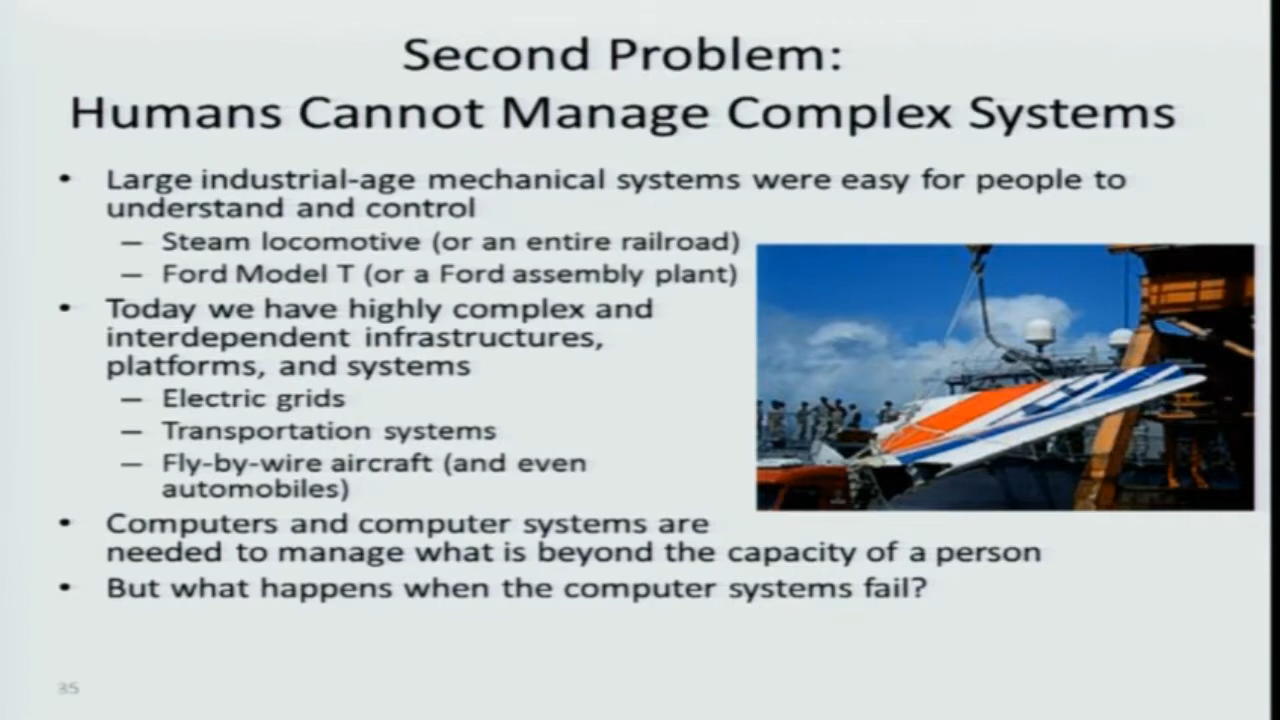 Second Problem:
Humans Cannot Manage Complex Systems
• Large industrial-age mechanical systems were easy for people to
understand and control
– Steam locomotive (or an entire railroad)
– Ford Model T (or a Ford assembly plant)
• Today we have highly complex and
interdependent infrastructures,
platforms, and systems
– Electric grids
– Transportation systems
– Fly-by-wire aircraft (and even
automobiles)
• Computers and computer systems are
needed to manage what is beyond the capacity of a person
• But what happens when the computer systems fail?
35